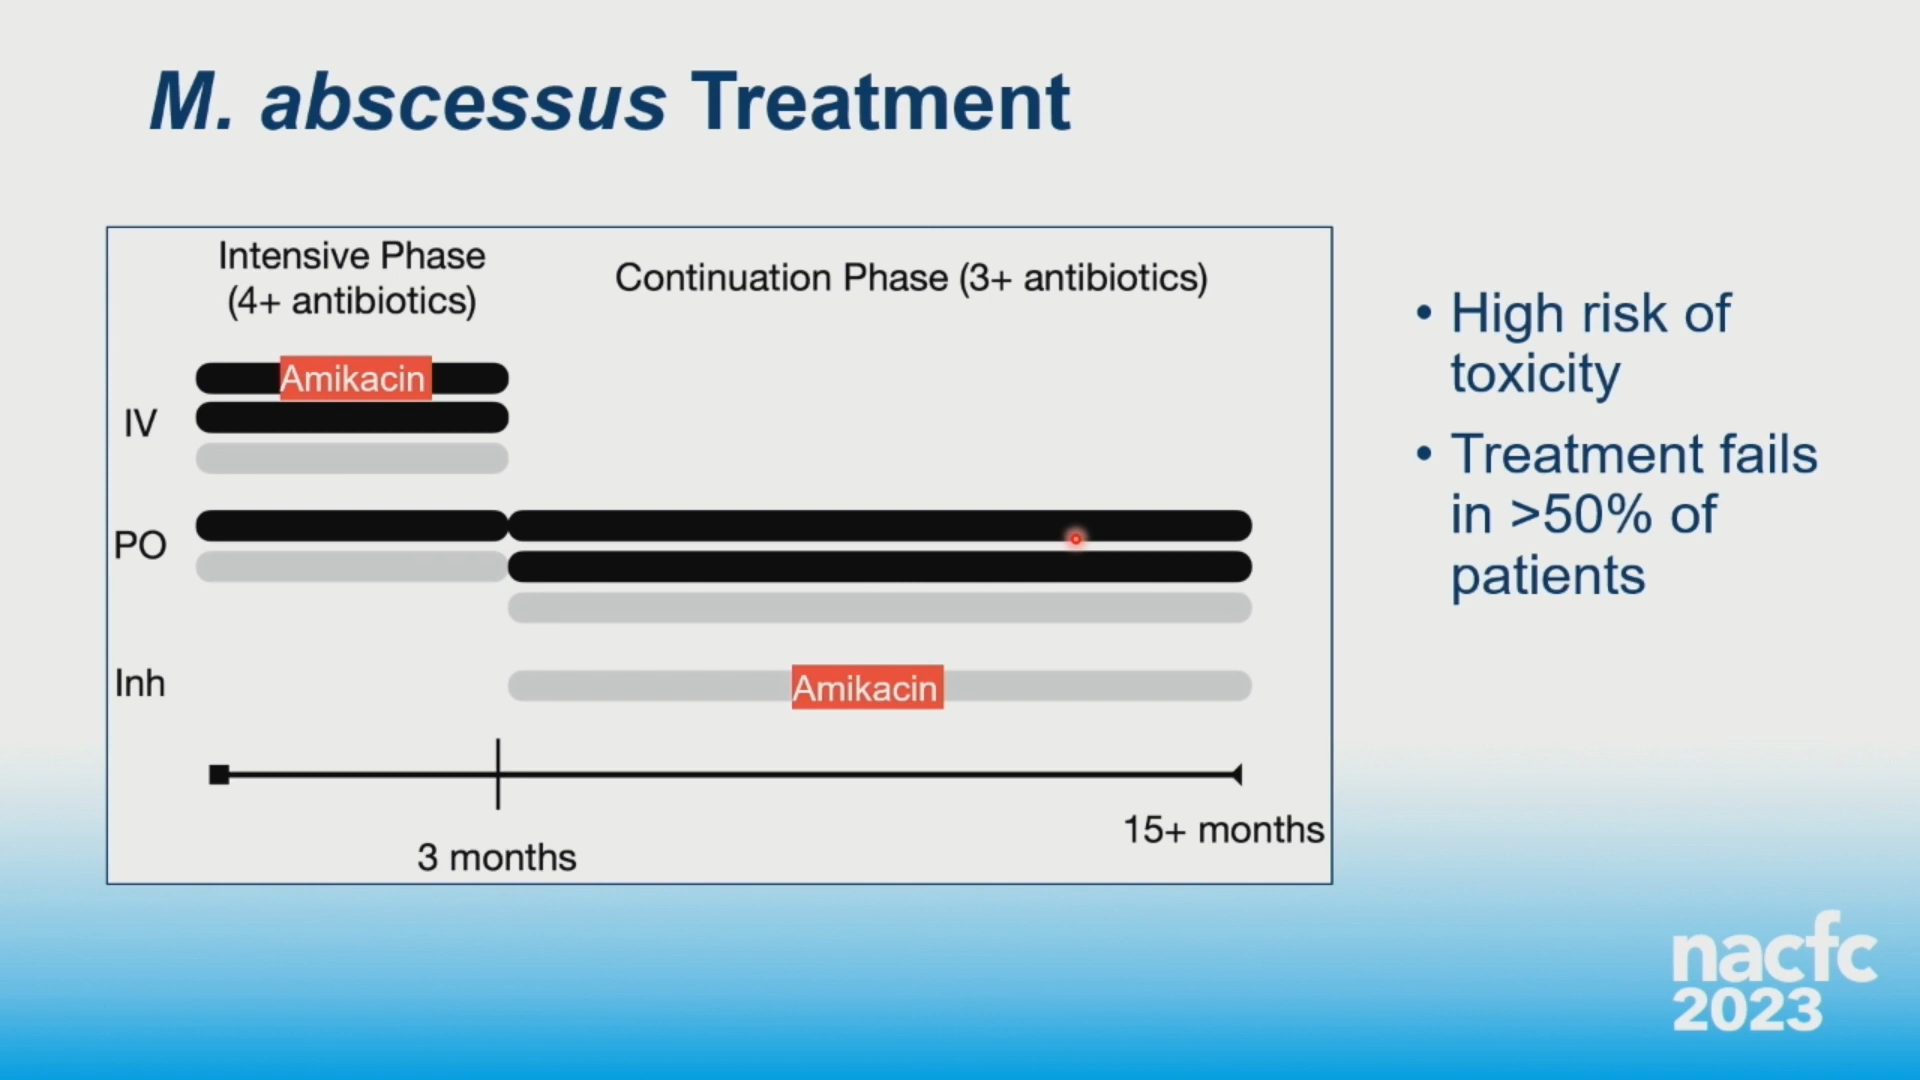 M. abscessus Treatment
Intensive Phase
(4+ antibiotics)
Continuation Phase (3+ antibiotics)
IV
Amikacin
PO
Inh
Amikacin
3 months
15+ months
• High risk of
toxicity
• Treatment fails
in >50% of
patients
nacfc
2023